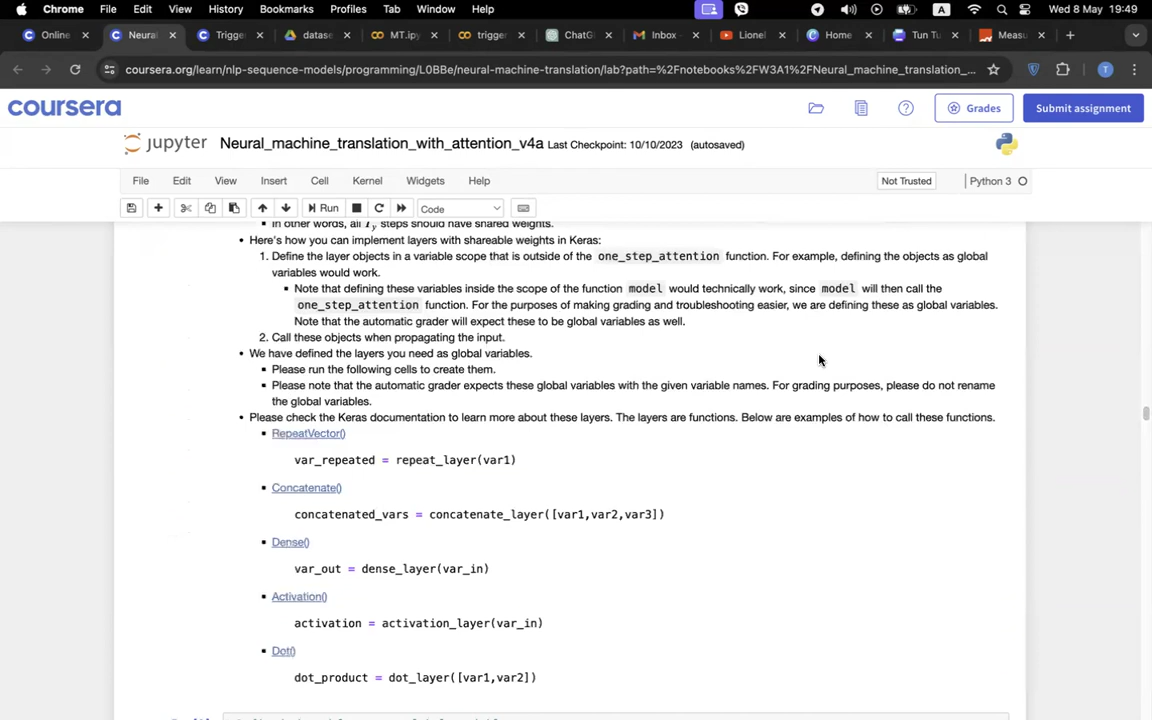 Chrome File Edit View History Bookmarks Profiles Tab Window Help A Wed 8 May 19:49
Online Neural Trigge datase MT.ipy trigger ChatG Inbox Lionel Home Tun Tu Measu
coursera.org/learn/nlp-sequence-models/programming/L0BBe/neural-machine-translation/lab?path=%2Fnotebooks%2FW3A1%2FNeural_machine_translation_... T
coursera Grades Submit assignment
jupyter Neural_machine_translation_with_attention_v4a Last Checkpoint: 10/10/2023 (autosaved)
File Edit View Insert Cell Kernel Widgets Help Not Trusted Python 3
Run Code
In other words, all T_y steps should have shared weights.
Here's how you can implement layers with shareable weights in Keras:
1. Define the layer objects in a variable scope that is outside of the one_step_attention function. For example, defining the objects as global
variables would work.
Note that defining these variables inside the scope of the function model would technically work, since model will then call the
one_step_attention function. For the purposes of making grading and troubleshooting easier, we are defining these as global variables.
Note that the automatic grader will expect these to be global variables as well.
2. Call these objects when propagating the input.
We have defined the layers you need as global variables.
Please run the following cells to create them.
Please note that the automatic grader expects these global variables with the given variable names. For grading purposes, please do not rename
the global variables.
Please check the Keras documentation to learn more about these layers. The layers are functions. Below are examples of how to call these functions.
RepeatVector()
var_repeated = repeat_layer(var1)
Concatenate()
concatenated_vars = concatenate_layer([var1,var2,var3])
Dense()
var_out = dense_layer(var_in)
Activation()
activation = activation_layer(var_in)
Dot()
dot_product = dot_layer([var1,var2])